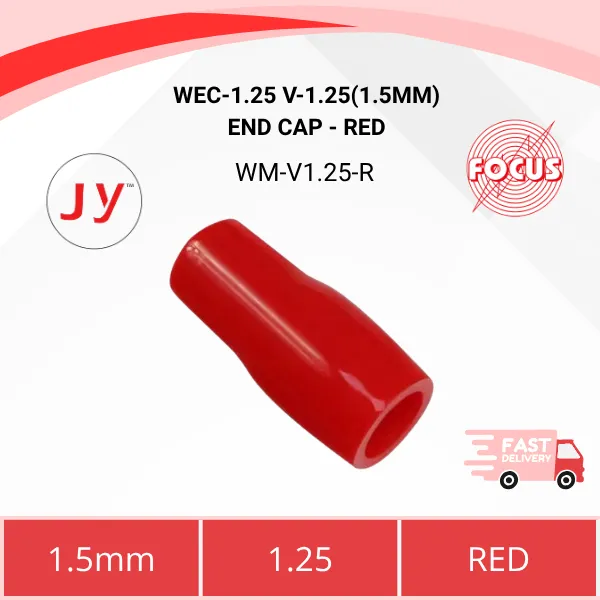 WEC-1.25 V-1.25(1.5MM)
END CAP - RED
WM-V1.25-R
JY™
FOCUS
FAST
DELIVERY
1.5mm
1.25
RED